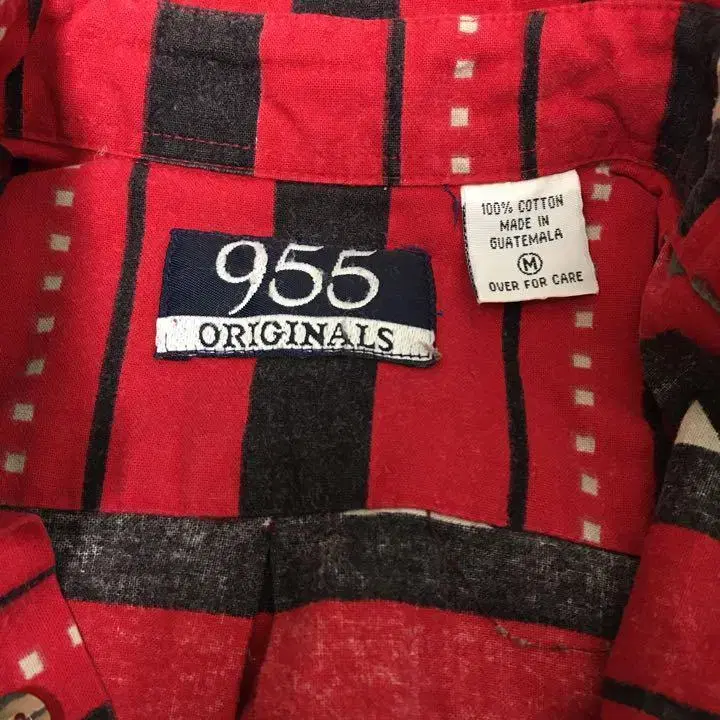 955
ORIGINALS
100% COTTON
MADE IN
GUATEMALA
M
OVER FOR CARE